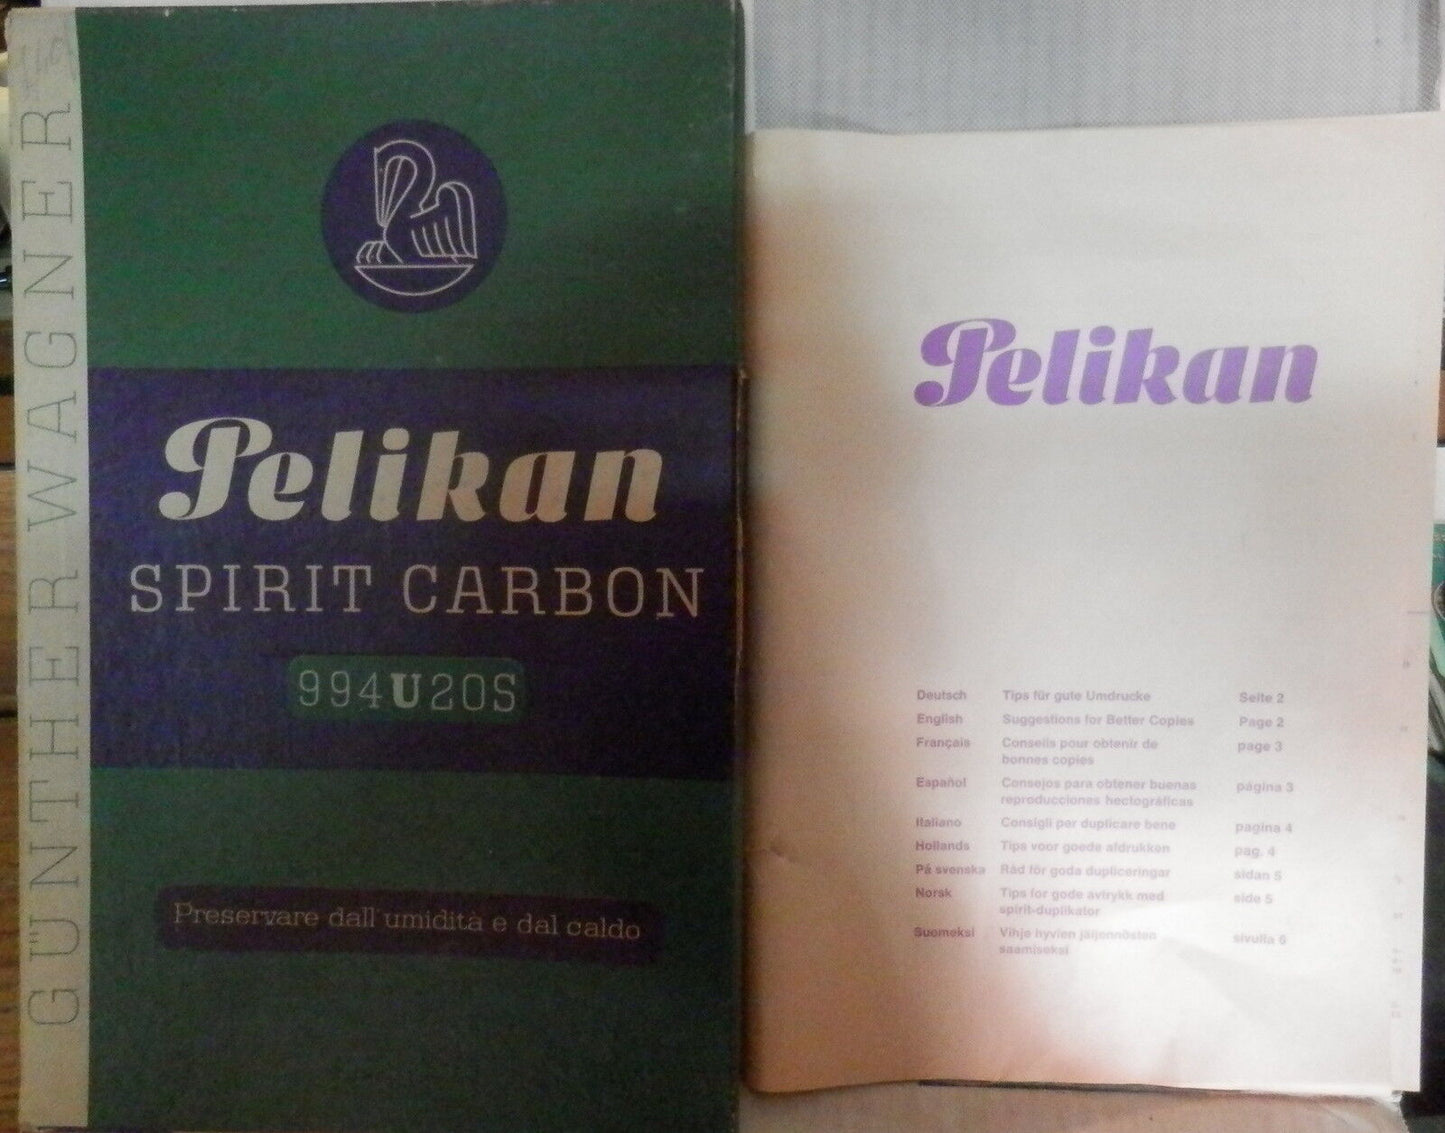 GÜNTHER WAGNER
Pelikan
SPIRIT CARBON
994U20S
Preservare dall'umidità e dal caldo
Pelikan
Deutsch Tips für gute Umdrucke Seite 2
English Suggestions for Better Copies Page 2
Français Conseils pour obtenir de page 3
bonnes copies
Español Consejos para obtener buenas página 3
reproducciones hectográficas
Italiano Consigli per duplicare bene pagina 4
Hollands Tips voor goede afdrukken pag. 4
På svenska Råd för goda dupliceringar sidan 5
Norsk Tips for gode avtrykk med side 5
spirit-duplikator
Suomeksi Vihje hyvien jäljennösten sivulla 6
saamiseksi